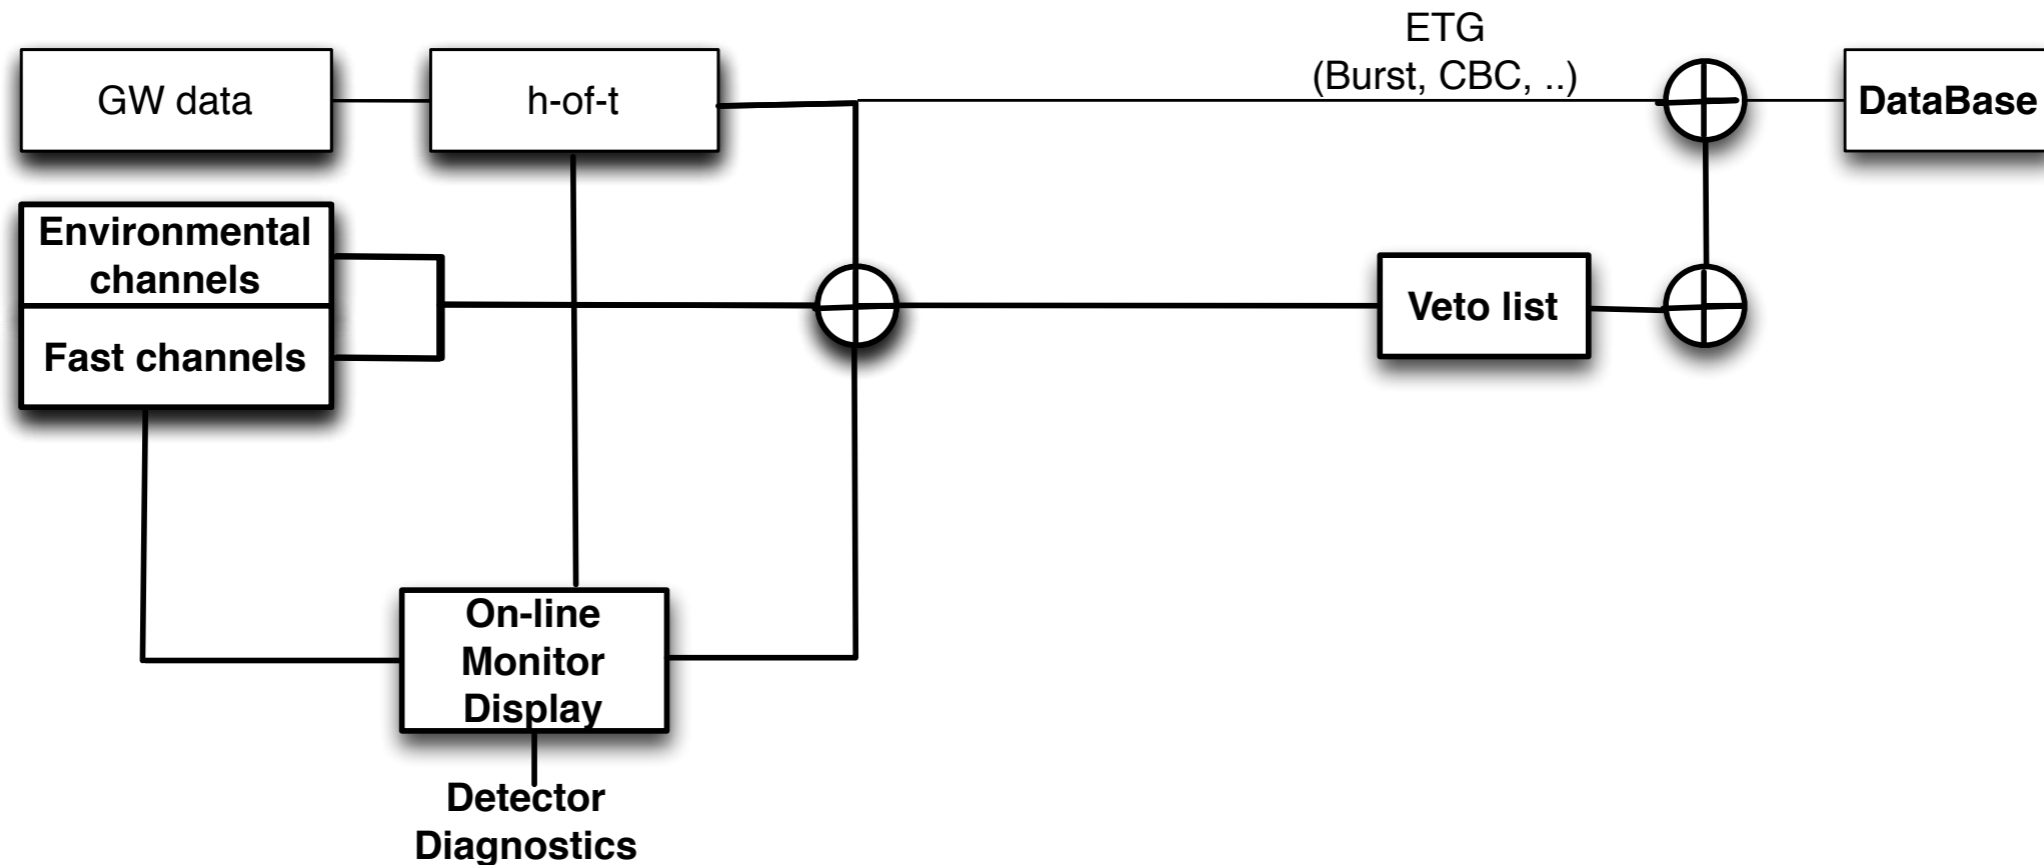 ETG
(Burst, CBC, ..)
GW data
h-of-t
DataBase
Environmental
channels
Fast channels
Veto list
On-line
Monitor
Display
Detector
Diagnostics